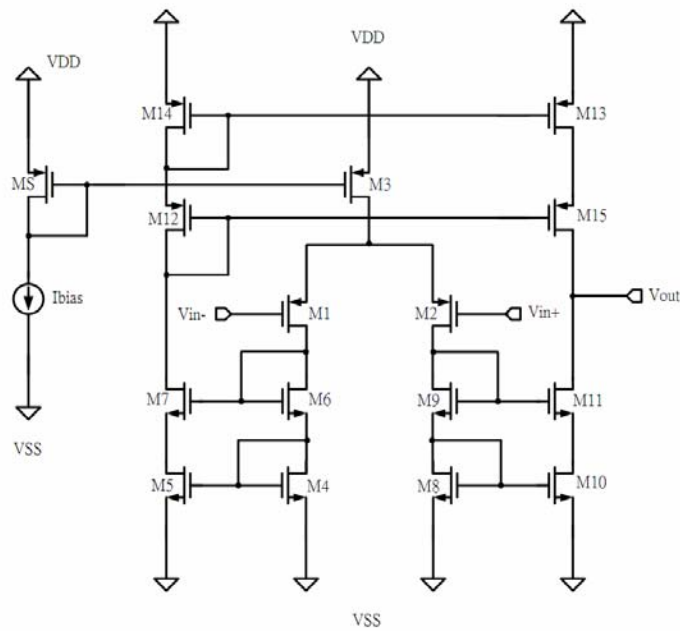 VDD
VDD
M14
M13
MS
M3
M12
M15
Ibias
Vin-
M1
M2
Vin+
Vout
M7
M6
M9
M11
VSS
M5
M4
M8
M10
VSS